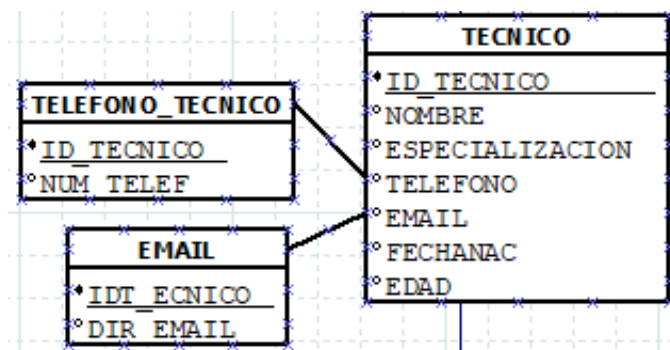 TECNICO
ID_TECNICO
NOMBRE
ESPECIALIZACION
TELEFONO
EMAIL
FECHANAC
EDAD
TELEFONO_TECNICO
ID_TECNICO
NUM_TELEF
EMAIL
IDT_ECNICO
DIR_EMAIL